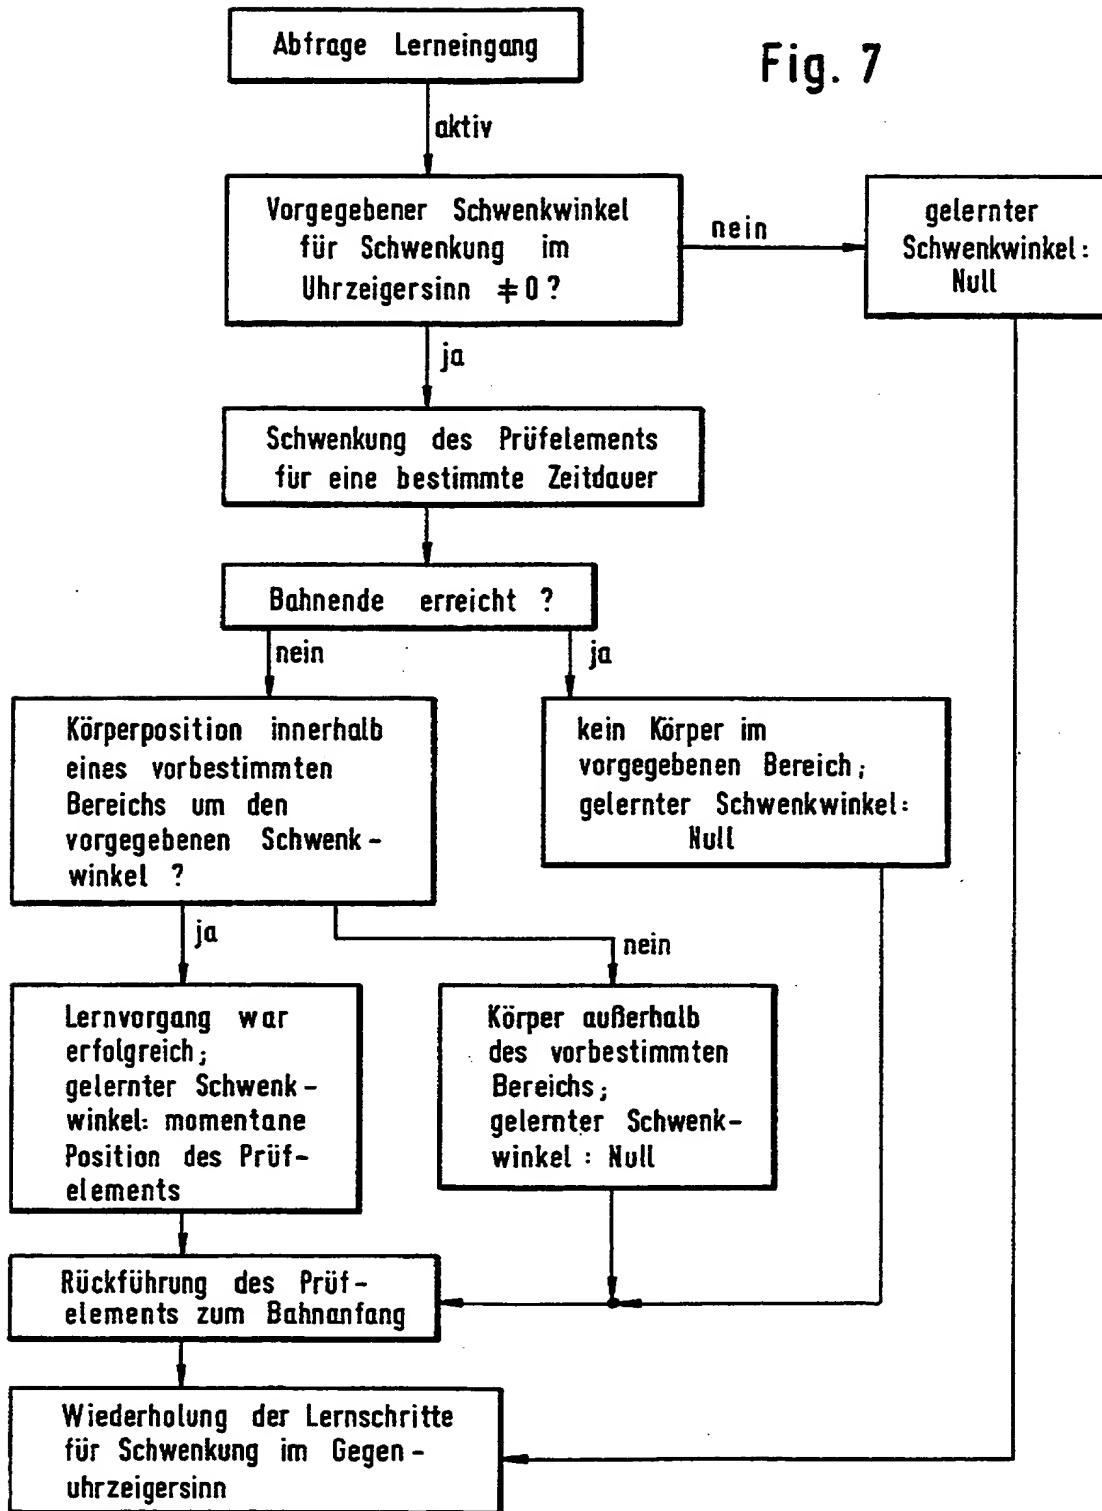 Abfrage Lerneingang
Fig. 7
aktiv
Vorgegebener Schwenkwinkel
für Schwenkung im
Uhrzeigersinn ≠ 0 ?
nein
gelernter
Schwenkwinkel:
Null
ja
Schwenkung des Prüfelements
für eine bestimmte Zeitdauer
Bahnende erreicht ?
nein
ja
Körperposition innerhalb
eines vorbestimmten
Bereichs um den
vorgegebenen Schwenk-
winkel ?
kein Körper im
vorgegebenen Bereich;
gelernter Schwenkwinkel:
Null
ja
nein
Lernvorgang war
erfolgreich;
gelernter Schwenk-
winkel: momentane
Position des Prüf-
elements
Körper außerhalb
des vorbestimmten
Bereichs;
gelernter Schwenk-
winkel : Null
Rückführung des Prüf-
elements zum Bahnanfang
Wiederholung der Lernschritte
für Schwenkung im Gegen-
uhrzeigersinn